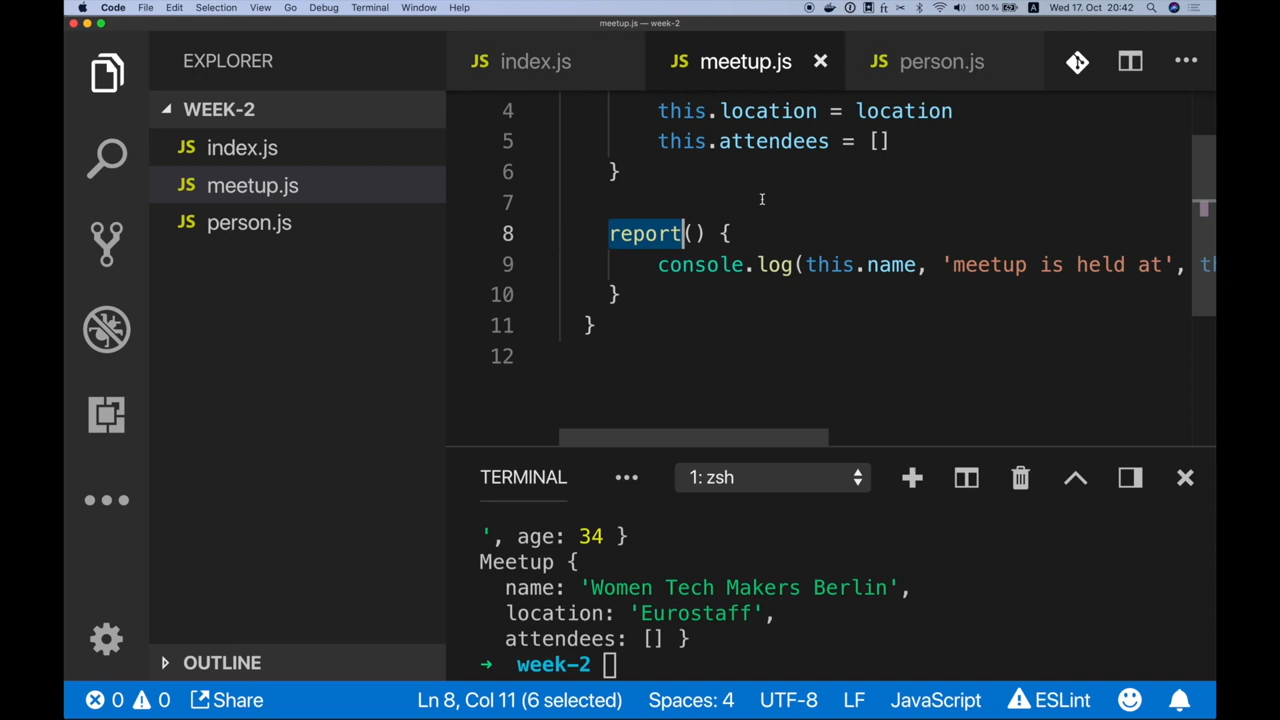 Code File Edit Selection View Go Debug Terminal Window Help 100 % A Wed 17. Oct 20:42
meetup.js — week-2
EXPLORER
WEEK-2
JS index.js
JS meetup.js
JS person.js
OUTLINE
JS index.js JS meetup.js JS person.js
4 this.location = location
5 this.attendees = []
6 }
7
8 report() {
9 console.log(this.name, 'meetup is held at', th
10 }
11 }
12
TERMINAL 1: zsh
', age: 34 }
Meetup {
name: 'Women Tech Makers Berlin',
location: 'Eurostaff',
attendees: [] }
→ week-2
0 0 Share Ln 8, Col 11 (6 selected) Spaces: 4 UTF-8 LF JavaScript ESLint